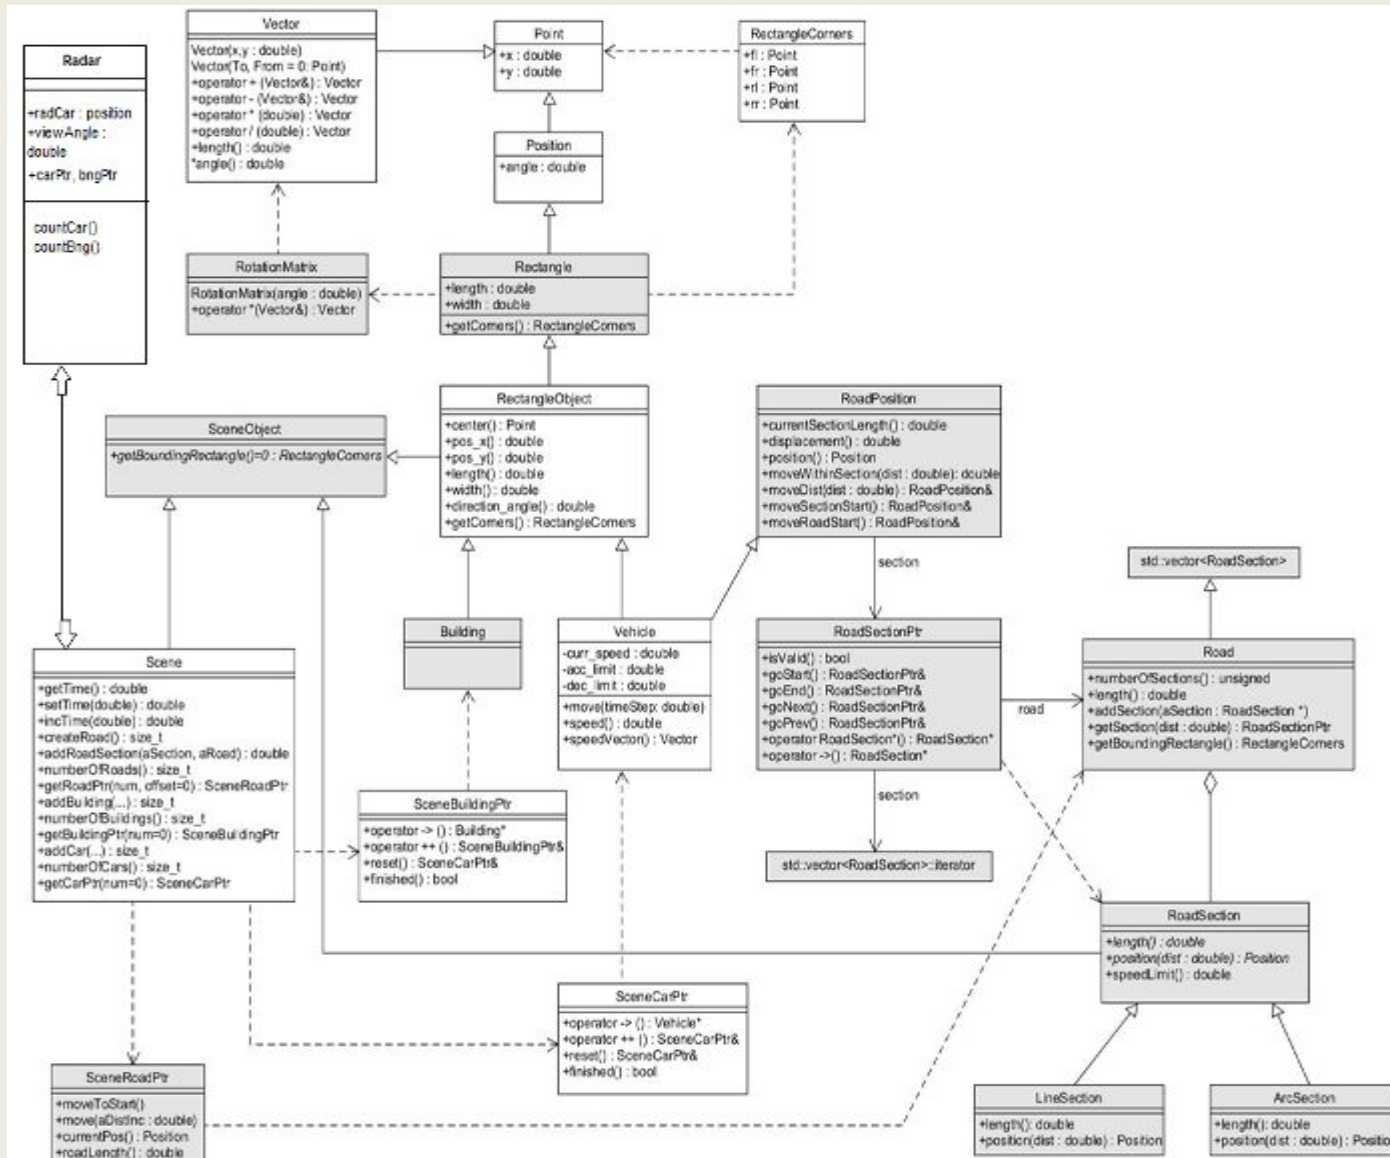 Radar
+radCar : position
+viewAngle :
double
+carPtr, bngPtr
countCar()
countBng()
Vector
Vector(x,y : double)
Vector(To, From = 0: Point)
+operator + (Vector&) : Vector
+operator - (Vector&) : Vector
+operator * (double) : Vector
+operator / (double) : Vector
+length() : double
*angle() : double
Point
+x : double
+y : double
RectangleCorners
+fl : Point
+fr : Point
+rl : Point
+rr : Point
Position
+angle : double
RotationMatrix
RotationMatrix(angle : double)
+operator *(Vector&) : Vector
Rectangle
+length : double
+width : double
+getCorners() : RectangleCorners
SceneObject
+getBoundingRectangle()=0 : RectangleCorners
RectangleObject
+center() : Point
+pos_x() : double
+pos_y() : double
+length() : double
+width() : double
+direction_angle() : double
+getCorners() : RectangleCorners
RoadPosition
+currentSectionLength() : double
+displacement() : double
+position() : Position
+moveWithinSection(dist : double): double
+moveDist(dist : double) : RoadPosition&
+moveSectionStart() : RoadPosition&
+moveRoadStart() : RoadPosition&
section
std::vector<RoadSection>
Building
Vehicle
-curr_speed : double
-acc_limit : double
-dec_limit : double
+move(timeStep: double)
+speed() : double
+speedVector() : Vector
RoadSectionPtr
+isValid() : bool
+goStart() : RoadSectionPtr&
+goEnd() : RoadSectionPtr&
+goNext() : RoadSectionPtr&
+goPrev() : RoadSectionPtr&
+operator RoadSection*() : RoadSection*
+operator ->() : RoadSection*
road
section
Road
+numberOfSections() : unsigned
+length() : double
+addSection(aSection : RoadSection *)
+getSection(dist : double) : RoadSectionPtr
+getBoundingRectangle() : RectangleCorners
Scene
+getTime() : double
+setTime(double) : double
+incTime(double) : double
+createRoad() : size_t
+addRoadSection(aSection, aRoad) : double
+numberOfRoads() : size_t
+getRoadPtr(num, offset=0) : SceneRoadPtr
+addBuilding(...) : size_t
+numberOfBuildings() : size_t
+getBuildingPtr(num=0) : SceneBuildingPtr
+addCar(...) : size_t
+numberOfCars() : size_t
+getCarPtr(num=0) : SceneCarPtr
SceneBuildingPtr
+operator -> () : Building*
+operator ++ () : SceneBuildingPtr&
+reset() : SceneCarPtr&
+finished() : bool
std::vector<RoadSection>::iterator
RoadSection
+length() : double
+position(dist : double) : Position
+speedLimit() : double
SceneCarPtr
+operator -> () : Vehicle*
+operator ++ () : SceneCarPtr&
+reset() : SceneCarPtr&
+finished() : bool
SceneRoadPtr
+moveToStart()
+move(aDistInc : double)
+currentPos() : Position
+roadLength() : double
LineSection
+length(): double
+position(dist : double) : Position
ArcSection
+length(): double
+position(dist : double) : Positio